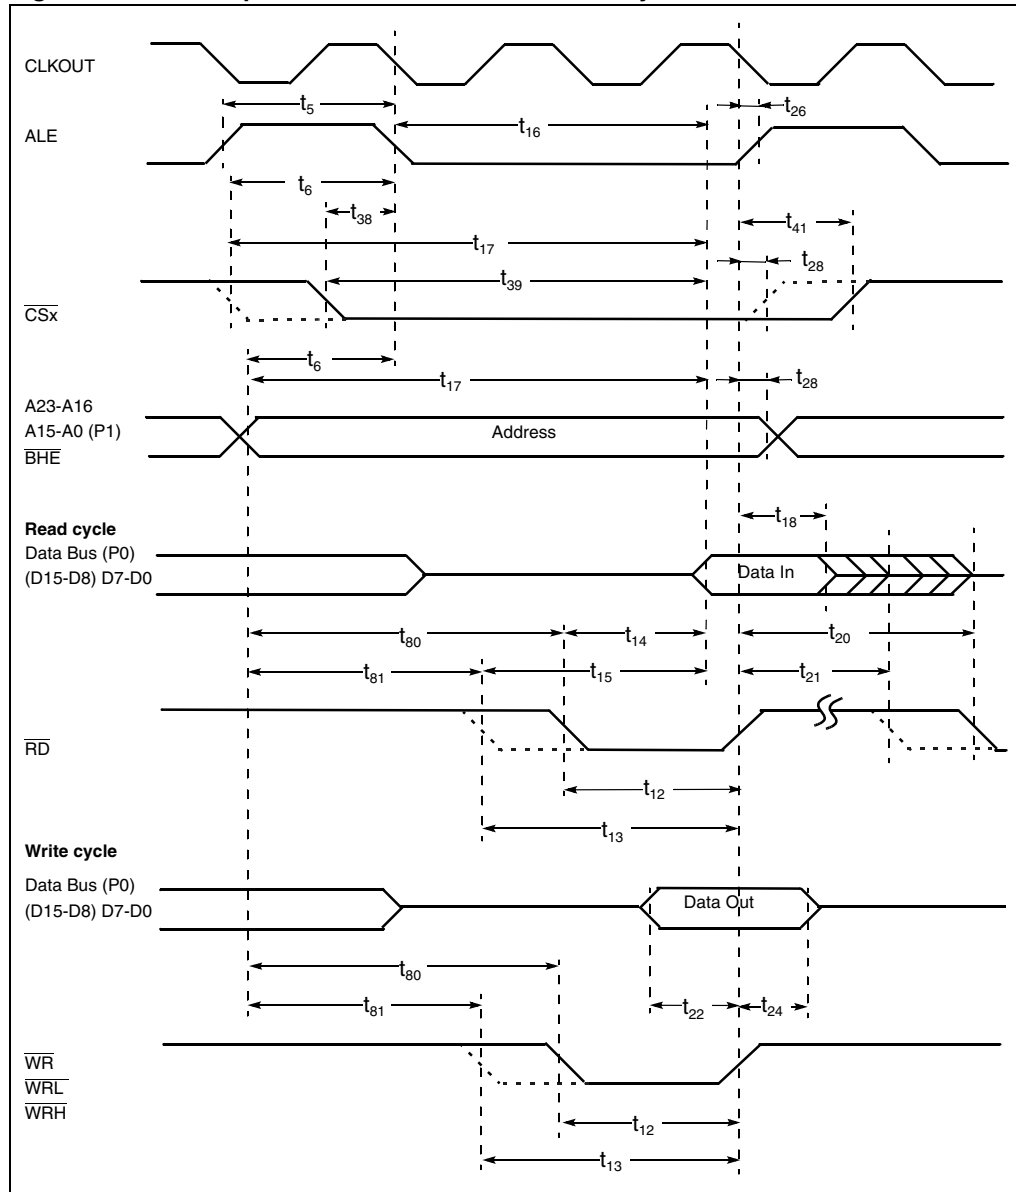 CLKOUT
t5
t26
ALE
t16
t6
t38
t41
t17
t28
t39
CSx
t6
t17
t28
A23-A16
A15-A0 (P1)
Address
BHE
t18
Read cycle
Data Bus (P0)
(D15-D8) D7-D0
Data In
t80
t14
t20
t81
t15
t21
RD
t12
t13
Write cycle
Data Bus (P0)
(D15-D8) D7-D0
Data Out
t80
t81
t22
t24
WR
WRL
WRH
t12
t13